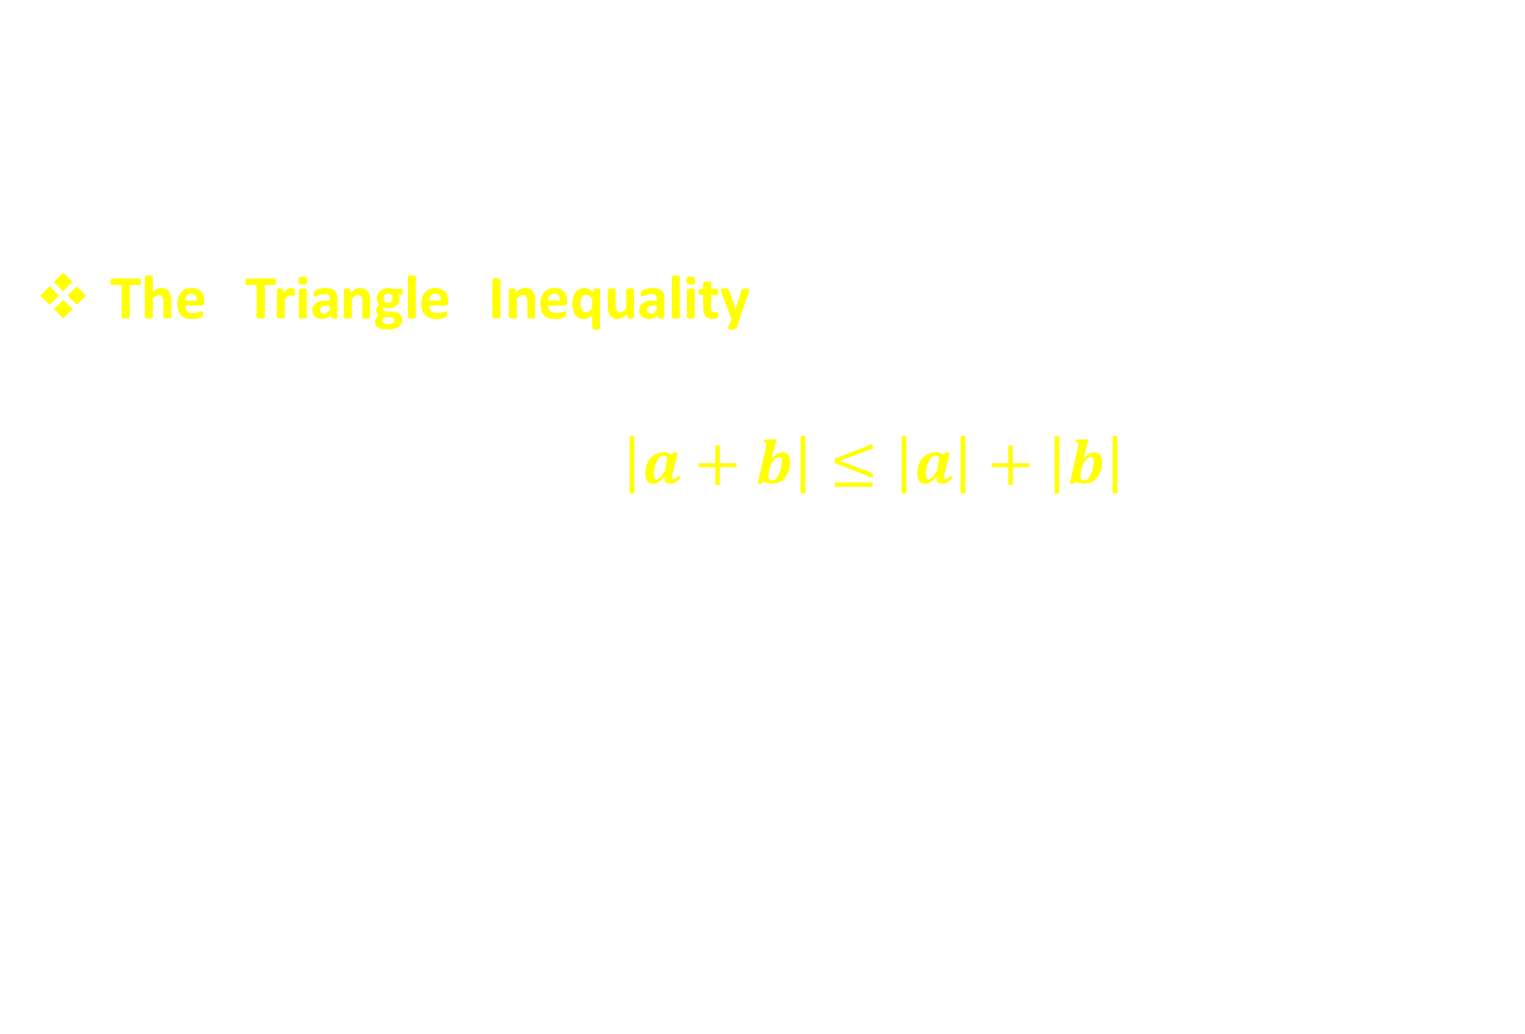 ❖ The Triangle Inequality
|a + b| ≤ |a| + |b|